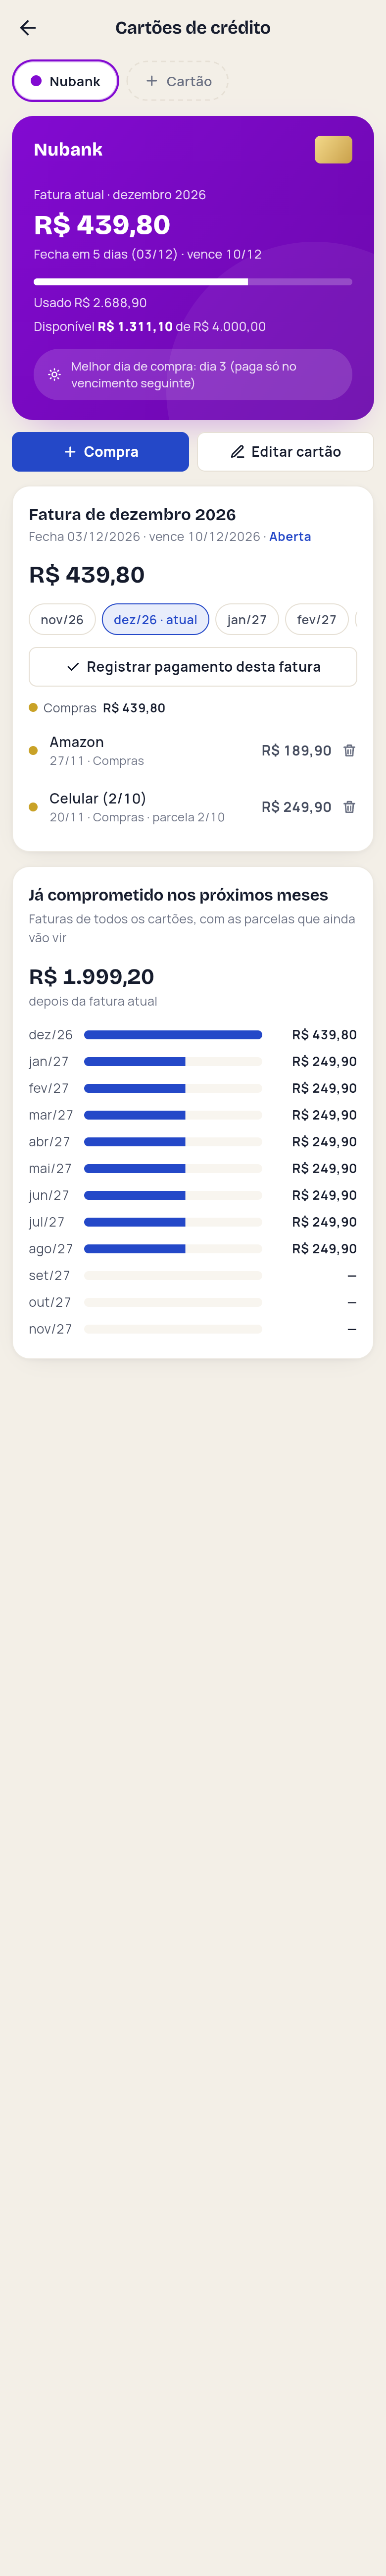 Cartões de crédito
Nubank
Cartão
Nubank
Fatura atual · dezembro 2026
R$ 439,80
Fecha em 5 dias (03/12) · vence 10/12
Usado R$ 2.688,90
Disponível R$ 1.311,10 de R$ 4.000,00
Melhor dia de compra: dia 3 (paga só no
vencimento seguinte)
Compra
Editar cartão
Fatura de dezembro 2026
Fecha 03/12/2026 · vence 10/12/2026 · Aberta
R$ 439,80
nov/26
dez/26 · atual
jan/27
fev/27
Registrar pagamento desta fatura
Compras R$ 439,80
Amazon
R$ 189,90
27/11 · Compras
Celular (2/10)
R$ 249,90
20/11 · Compras · parcela 2/10
Já comprometido nos próximos meses
Faturas de todos os cartões, com as parcelas que ainda
vão vir
R$ 1.999,20
depois da fatura atual
dez/26 R$ 439,80
jan/27 R$ 249,90
fev/27 R$ 249,90
mar/27 R$ 249,90
abr/27 R$ 249,90
mai/27 R$ 249,90
jun/27 R$ 249,90
jul/27 R$ 249,90
ago/27 R$ 249,90
set/27 —
out/27 —
nov/27 —